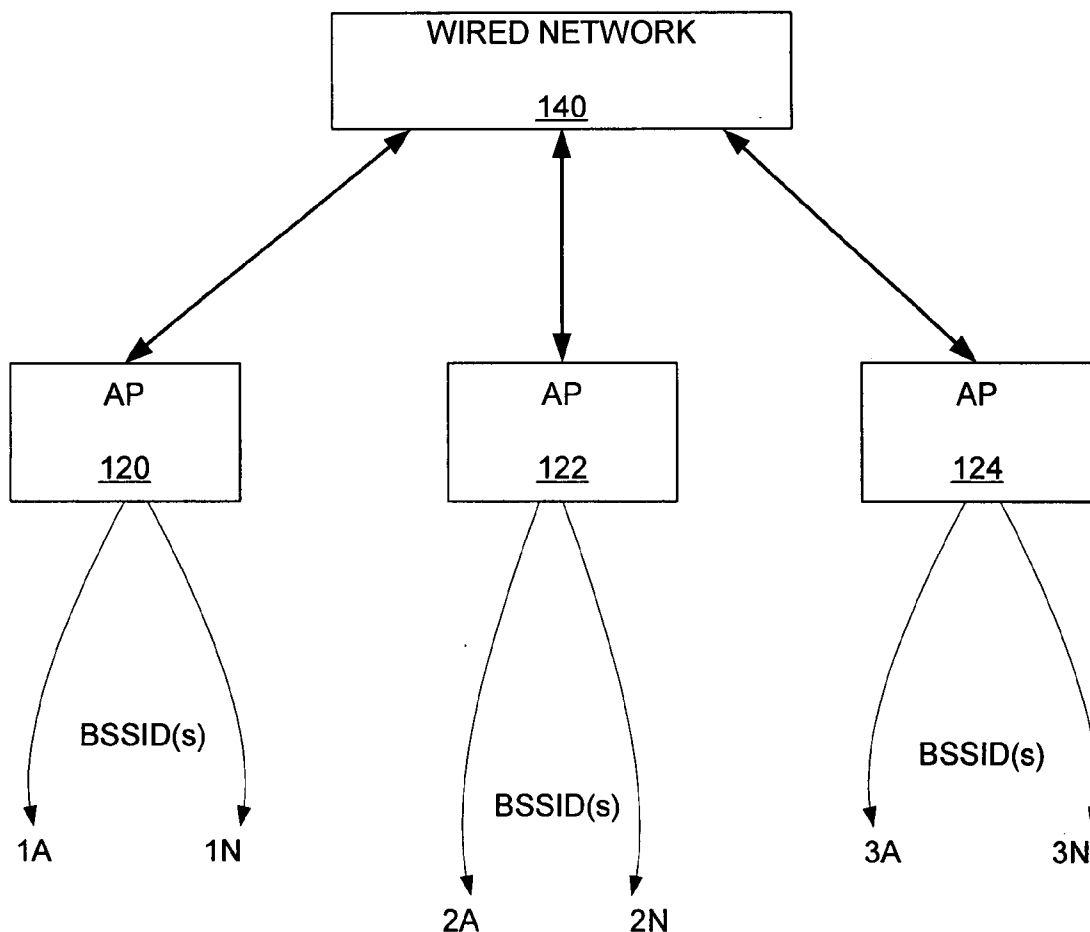 WIRED NETWORK
140
AP
120
AP
122
AP
124
BSSID(s)
BSSID(s)
BSSID(s)
1A
1N
2A
2N
3A
3N